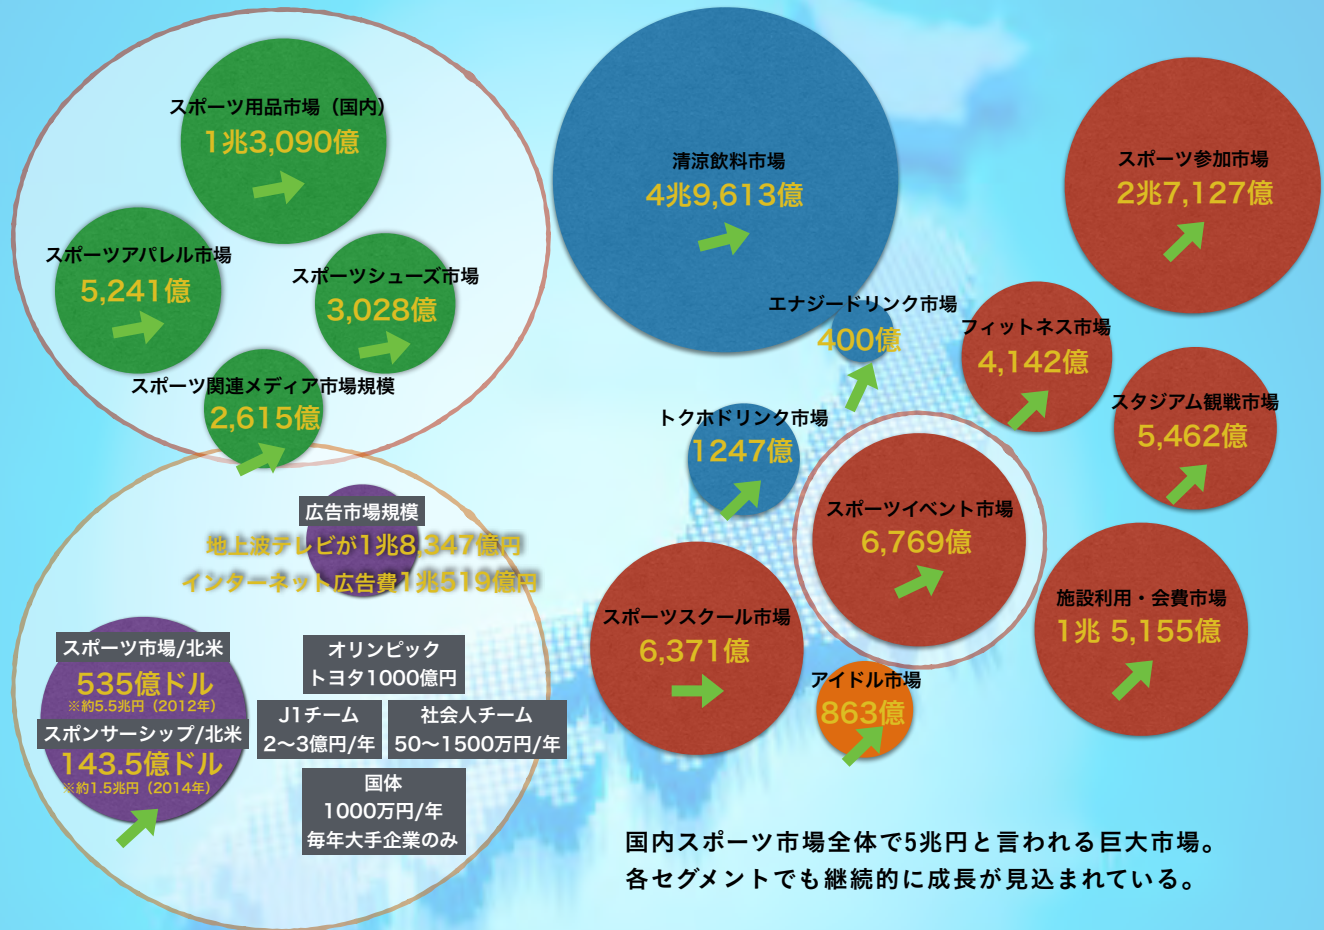 スポーツ用品市場（国内）
1兆3,090億
スポーツアパレル市場
5,241億
スポーツシューズ市場
3,028億
スポーツ関連メディア市場規模
2,615億
広告市場規模
地上波テレビが1兆8,347億円
インターネット広告費1兆519億円
スポーツ市場/北米
535億ドル
※約5.5兆円（2012年）
スポンサーシップ/北米
143.5億ドル
※約1.5兆円（2014年）
オリンピック
トヨタ1000億円
J1チーム
2〜3億円/年
社会人チーム
50〜1500万円/年
国体
1000万円/年
毎年大手企業のみ
清涼飲料市場
4兆9,613億
エナジードリンク市場
400億
トクホドリンク市場
1247億
スポーツ参加市場
2兆7,127億
フィットネス市場
4,142億
スタジアム観戦市場
5,462億
スポーツイベント市場
6,769億
スポーツスクール市場
6,371億
施設利用・会費市場
1兆 5,155億
アイドル市場
863億
国内スポーツ市場全体で5兆円と言われる巨大市場。
各セグメントでも継続的に成長が見込まれている。